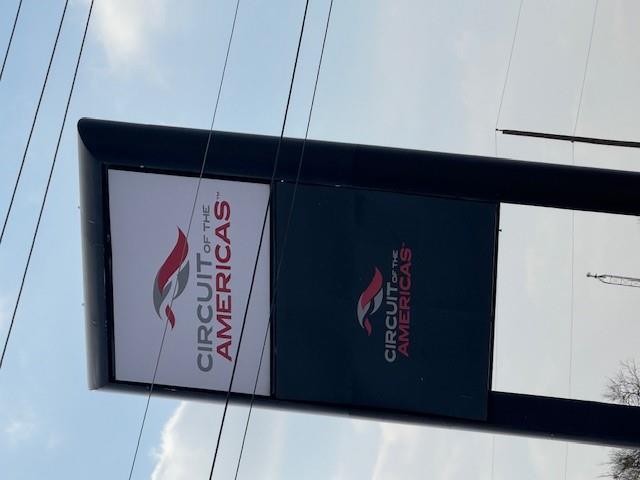 CIRCUIT OF THE
AMERICAS™
CIRCUIT OF THE
AMERICAS™